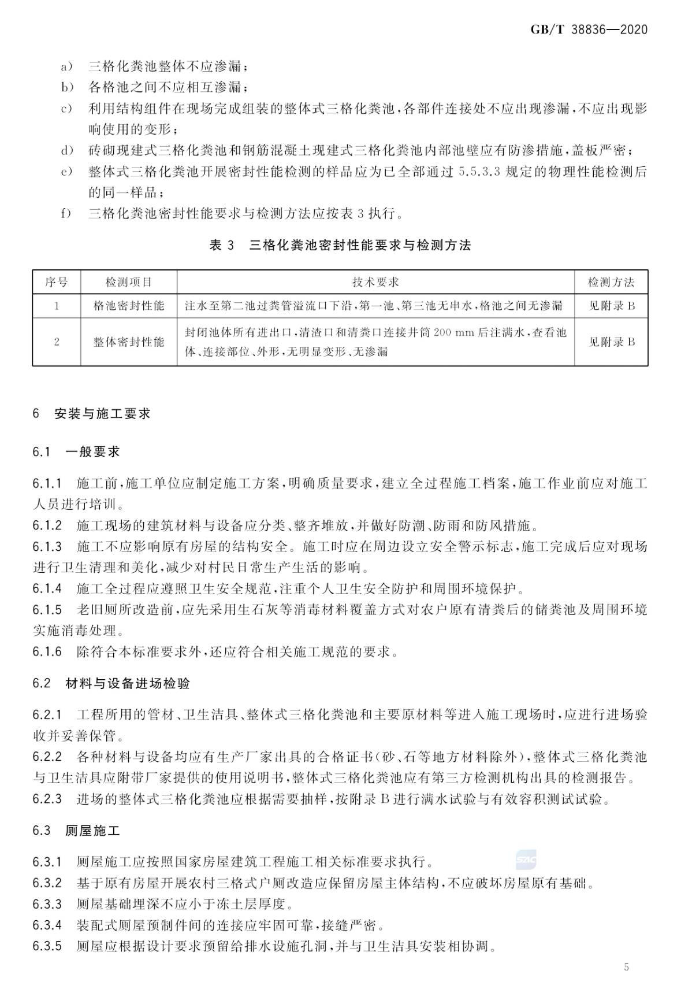 GB/T 38836—2020
a) 三格化粪池整体不应渗漏；
b) 各格池之间不应相互渗漏；
c) 利用结构组件在现场完成组装的整体式三格化粪池，各部件连接处不应出现渗漏，不应出现影
响使用的变形；
d) 砖砌现建式三格化粪池和钢筋混凝土现建式三格化粪池内部池壁应有防渗措施，盖板严密；
e) 整体式三格化粪池开展密封性能检测的样品应为已全部通过 5.5.3.3 规定的物理性能检测后
的同一样品；
f) 三格化粪池密封性能要求与检测方法应按表 3 执行。
表 3 三格化粪池密封性能要求与检测方法
序号 检测项目 技术要求 检测方法
1 格池密封性能 注水至第二池过粪管溢流口下沿，第一池、第三池无串水，格池之间无渗漏 见附录 B
2 整体密封性能 封闭池体所有进出口，清渣口和清粪口连接井筒 200 mm 后注满水，查看池
体、连接部位、外形，无明显变形、无渗漏 见附录 B
6 安装与施工要求
6.1 一般要求
6.1.1 施工前，施工单位应制定施工方案，明确质量要求，建立全过程施工档案，施工作业前应对施工
人员进行培训。
6.1.2 施工现场的建筑材料与设备应分类、整齐堆放，并做好防潮、防雨和防风措施。
6.1.3 施工不应影响原有房屋的结构安全。施工时应在周边设立安全警示标志，施工完成后应对现场
进行卫生清理和美化，减少对村民日常生产生活的影响。
6.1.4 施工全过程应遵照卫生安全规范，注重个人卫生安全防护和周围环境保护。
6.1.5 老旧厕所改造前，应先采用生石灰等消毒材料覆盖方式对农户原有清粪后的储粪池及周围环境
实施消毒处理。
6.1.6 除符合本标准要求外，还应符合相关施工规范的要求。
6.2 材料与设备进场检验
6.2.1 工程所用的管材、卫生洁具、整体式三格化粪池和主要原材料等进入施工现场时，应进行进场验
收并妥善保管。
6.2.2 各种材料与设备均应有生产厂家出具的合格证书（砂、石等地方材料除外），整体式三格化粪池
与卫生洁具应附带厂家提供的使用说明书，整体式三格化粪池应有第三方检测机构出具的检测报告。
6.2.3 进场的整体式三格化粪池应根据需要抽样，按附录 B 进行满水试验与有效容积测试试验。
6.3 厕屋施工
6.3.1 厕屋施工应按照国家房屋建筑工程施工相关标准要求执行。
SAC
6.3.2 基于原有房屋开展农村三格式户厕改造应保留房屋主体结构，不应破坏房屋原有基础。
6.3.3 厕屋基础埋深不应小于冻土层厚度。
6.3.4 装配式厕屋预制件间的连接应牢固可靠，接缝严密。
6.3.5 厕屋应根据设计要求预留给排水设施孔洞，并与卫生洁具安装相协调。
5